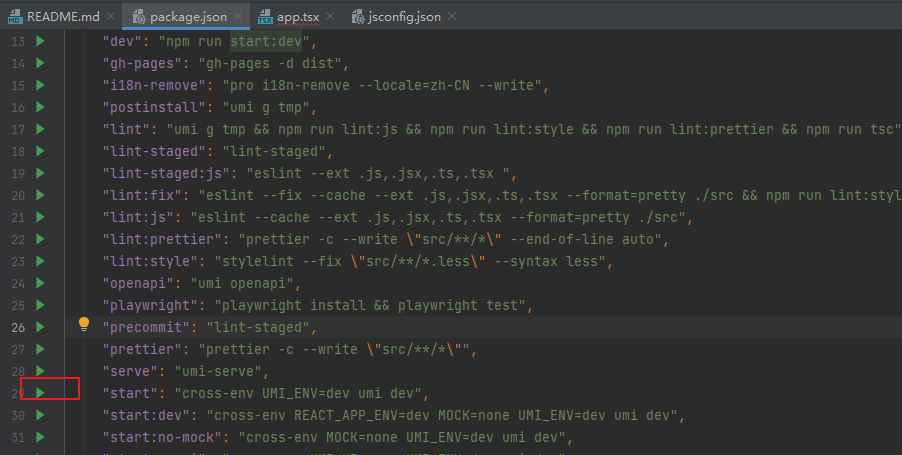 README.md package.json app.tsx jsconfig.json
13 "dev": "npm run start:dev",
14 "gh-pages": "gh-pages -d dist",
15 "i18n-remove": "pro i18n-remove --locale=zh-CN --write",
16 "postinstall": "umi g tmp",
17 "lint": "umi g tmp && npm run lint:js && npm run lint:style && npm run lint:prettier && npm run tsc"
18 "lint-staged": "lint-staged",
19 "lint-staged:js": "eslint --ext .js,.jsx,.ts,.tsx ",
20 "lint:fix": "eslint --fix --cache --ext .js,.jsx,.ts,.tsx --format=pretty ./src && npm run lint:styl
21 "lint:js": "eslint --cache --ext .js,.jsx,.ts,.tsx --format=pretty ./src",
22 "lint:prettier": "prettier -c --write \"src/**/*\" --end-of-line auto",
23 "lint:style": "stylelint --fix \"src/**/*.less\" --syntax less",
24 "openapi": "umi openapi",
25 "playwright": "playwright install && playwright test",
26 "precommit": "lint-staged",
27 "prettier": "prettier -c --write \"src/**/*\"",
28 "serve": "umi-serve",
29 "start": "cross-env UMI_ENV=dev umi dev",
30 "start:dev": "cross-env REACT_APP_ENV=dev MOCK=none UMI_ENV=dev umi dev",
31 "start:no-mock": "cross-env MOCK=none UMI_ENV=dev umi dev",